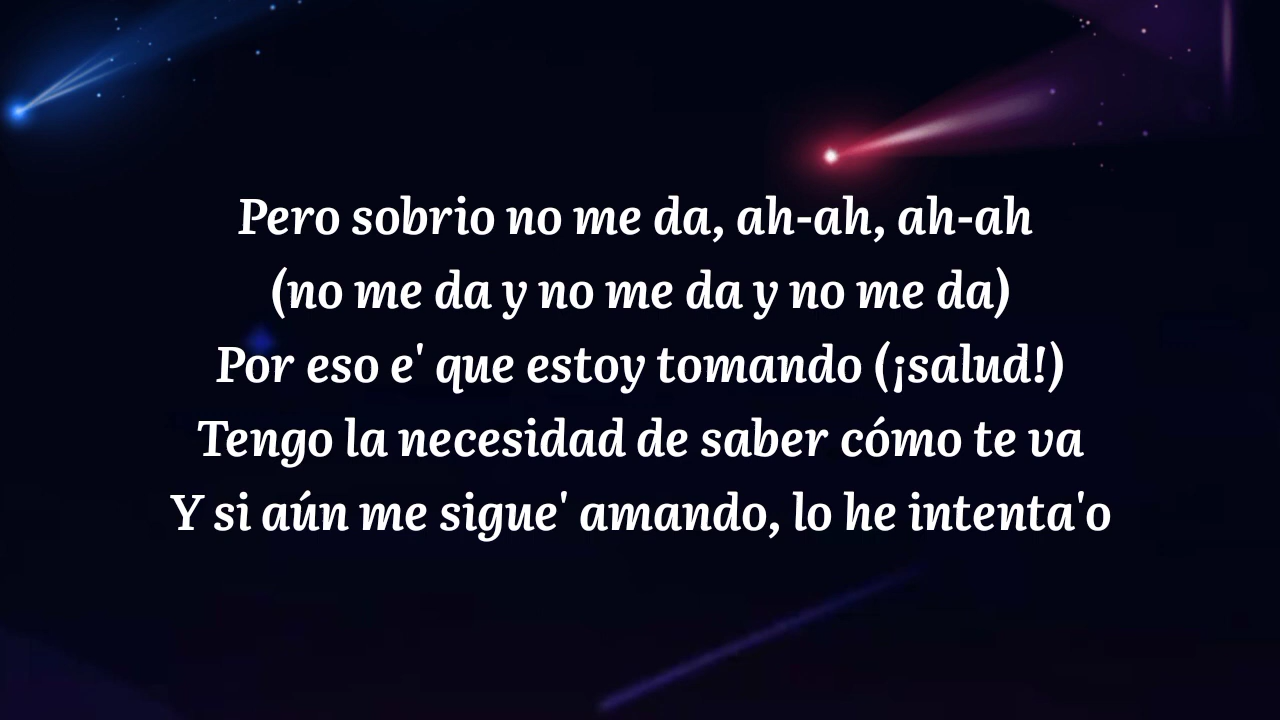 Pero sobrio no me da, ah-ah, ah-ah
(no me da y no me da y no me da)
Por eso e' que estoy tomando (¡salud!)
Tengo la necesidad de saber cómo te va
Y si aún me sigue' amando, lo he intenta'o